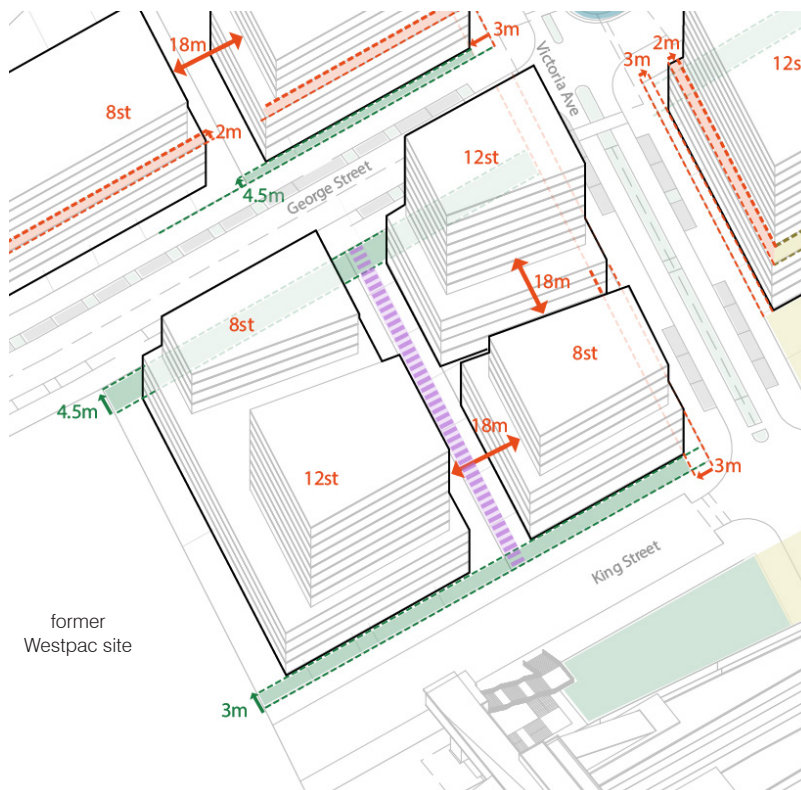 18m
3m
8st
2m
Victoria Ave
3m
2m
12s
12st
4.5m
George Street
18m
8st
8st
4.5m
18m
3m
12st
King Street
former
Westpac site
3m